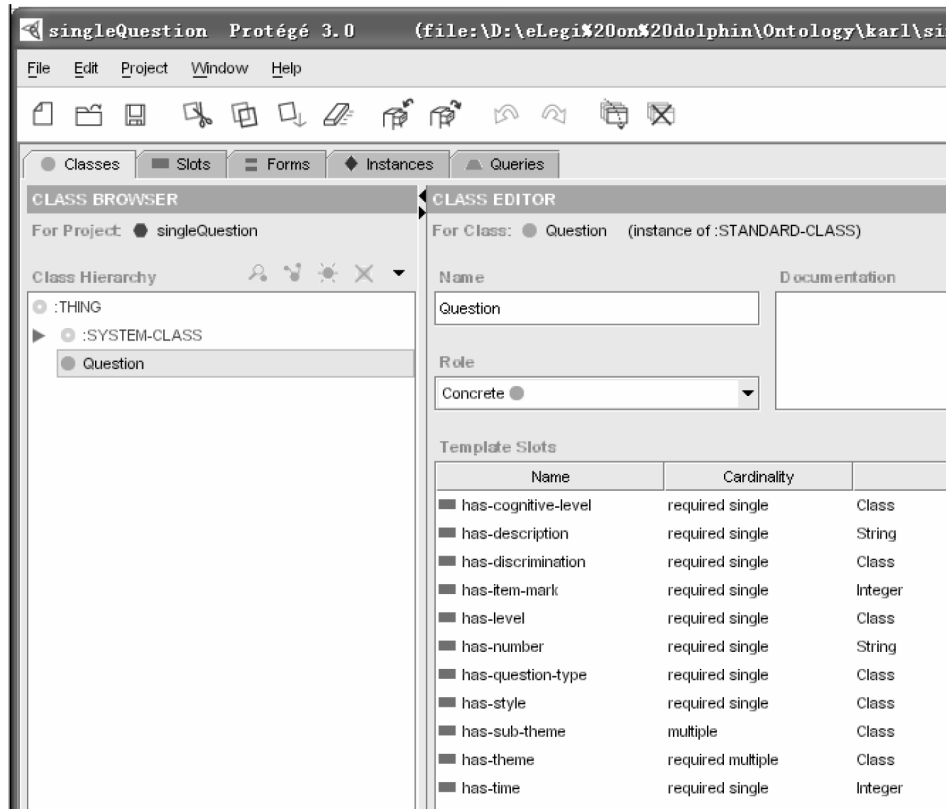 singleQuestion Protégé 3.0 (file:\D:\eLegi%20on%20dolphin\Ontology\karl\si
File Edit Project Window Help
Classes Slots Forms Instances Queries
CLASS BROWSER
For Project: singleQuestion
Class Hierarchy
:THING
:SYSTEM-CLASS
Question
CLASS EDITOR
For Class: Question (instance of :STANDARD-CLASS)
Name
Documentation
Question
Role
Concrete
Template Slots
Name Cardinality
has-cognitive-level required single Class
has-description required single String
has-discrimination required single Class
has-item-mark required single Integer
has-level required single Class
has-number required single String
has-question-type required single Class
has-style required single Class
has-sub-theme multiple Class
has-theme required multiple Class
has-time required single Integer